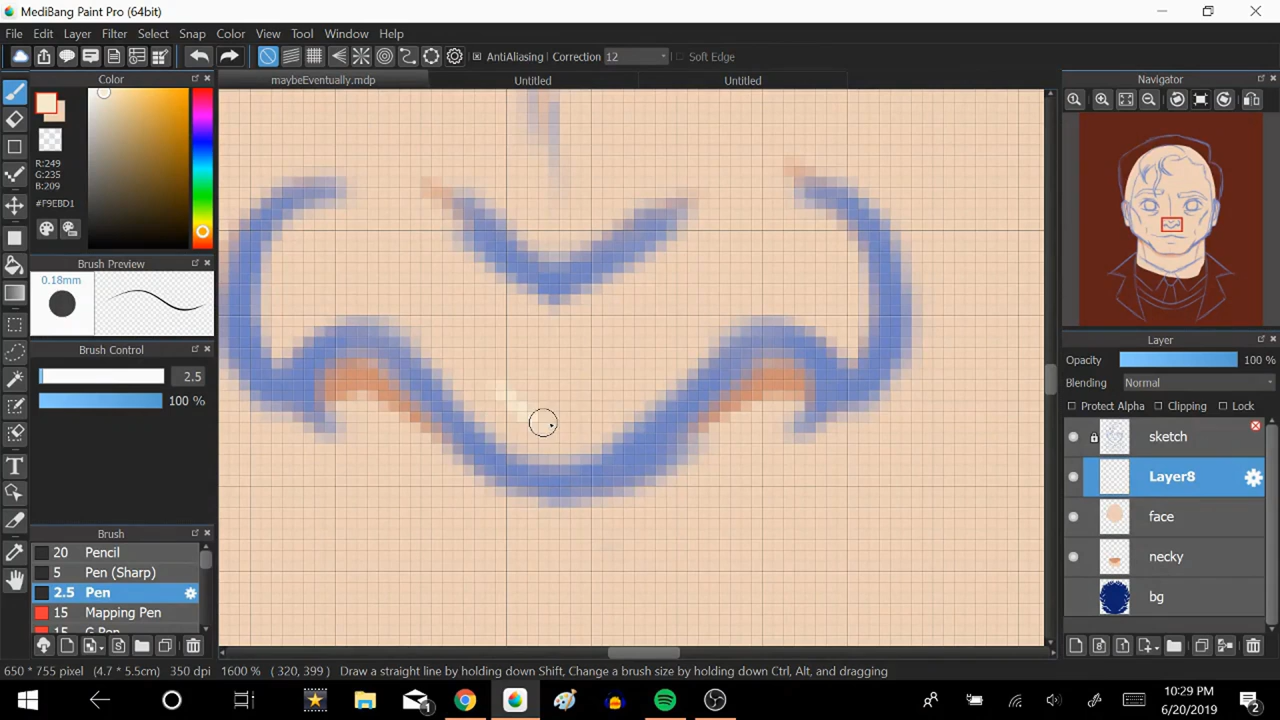 MediBang Paint Pro (64bit)
File Edit Layer Filter Select Snap Color View Tool Window Help
AntiAliasing Correction 12 Soft Edge
Color
maybeEventually.mdp Untitled Untitled
Navigator
R:249
G:235
B:209
#F9EBD1
Brush Preview
0.18mm
Brush Control
2.5
100 %
Layer
Opacity 100 %
Blending Normal
Protect Alpha Clipping Lock
sketch
Layer8
face
necky
bg
Brush
20 Pencil
5 Pen (Sharp)
2.5 Pen
15 Mapping Pen
15 G Pen
650 * 755 pixel (4.7 * 5.5cm) 350 dpi 1600 % ( 320, 399 ) Draw a straight line by holding down Shift, Change a brush size by holding down Ctrl, Alt, and dragging
1
10:29 PM
6/20/2019
2